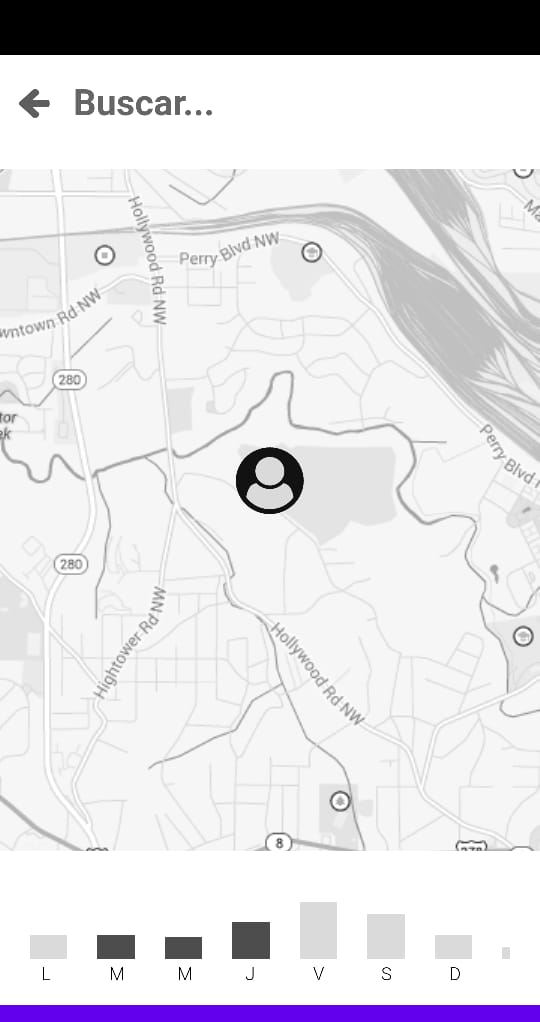 Buscar...
Hollywood Rd NW
Perry Blvd NW
wntown Rd NW
280
tor
ek
Perry Blvd
280
Hightower Rd NW
Hollywood Rd NW
8
L M M J V S D